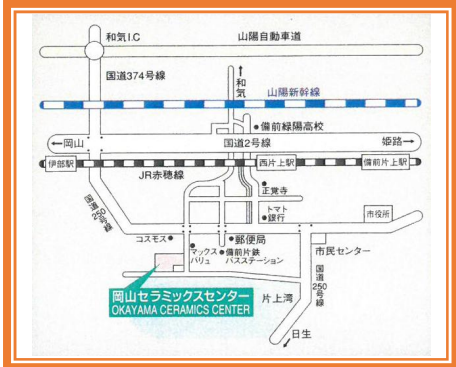 和気I.C
山陽自動車道
国道374号線
和気
山陽新幹線
備前緑陽高校
←岡山
国道2号線
姫路→
伊部駅
西片上駅
備前片上駅
JR赤穂線
正覚寺
国道250号線
トマト
銀行
市役所
コスモス
郵便局
マックス
バリュ
備前片鉄
バスステーション
市民センター
岡山セラミックスセンター
OKAYAMA CERAMICS CENTER
片上湾
国道250号線
日生